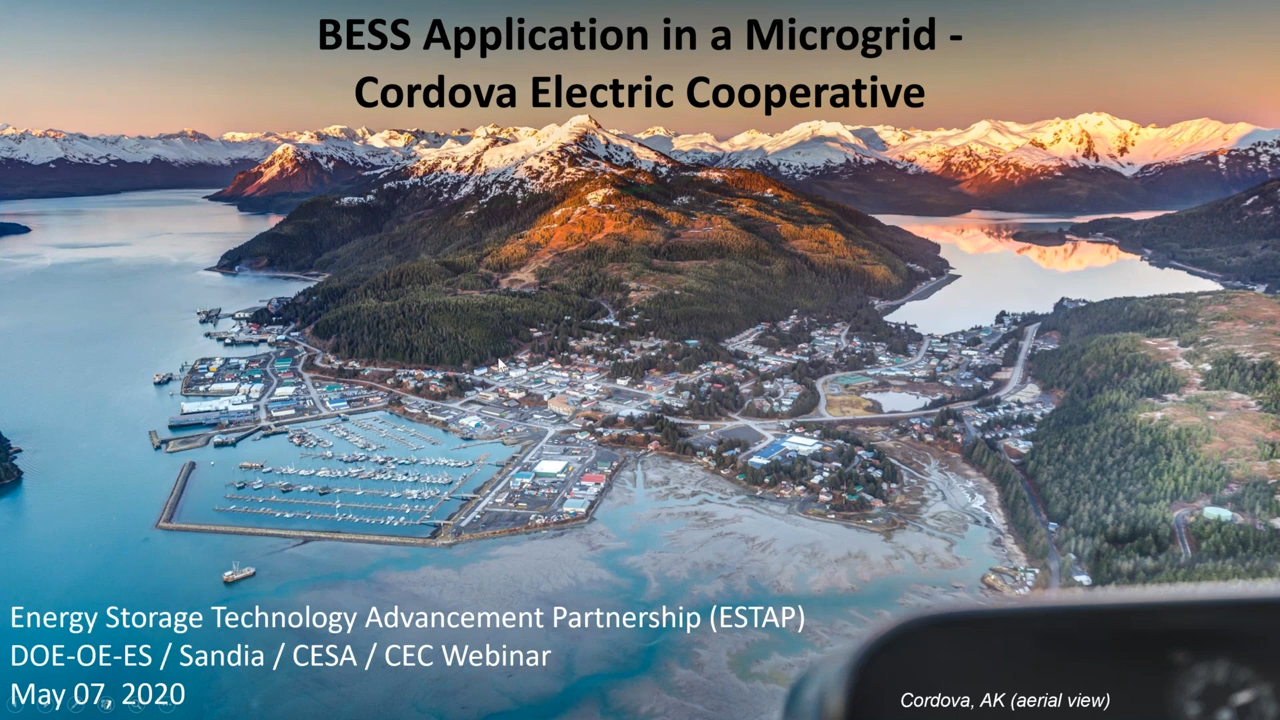 BESS Application in a Microgrid -
Cordova Electric Cooperative
Energy Storage Technology Advancement Partnership (ESTAP)
DOE-OE-ES / Sandia / CESA / CEC Webinar
May 07, 2020
Cordova, AK (aerial view)